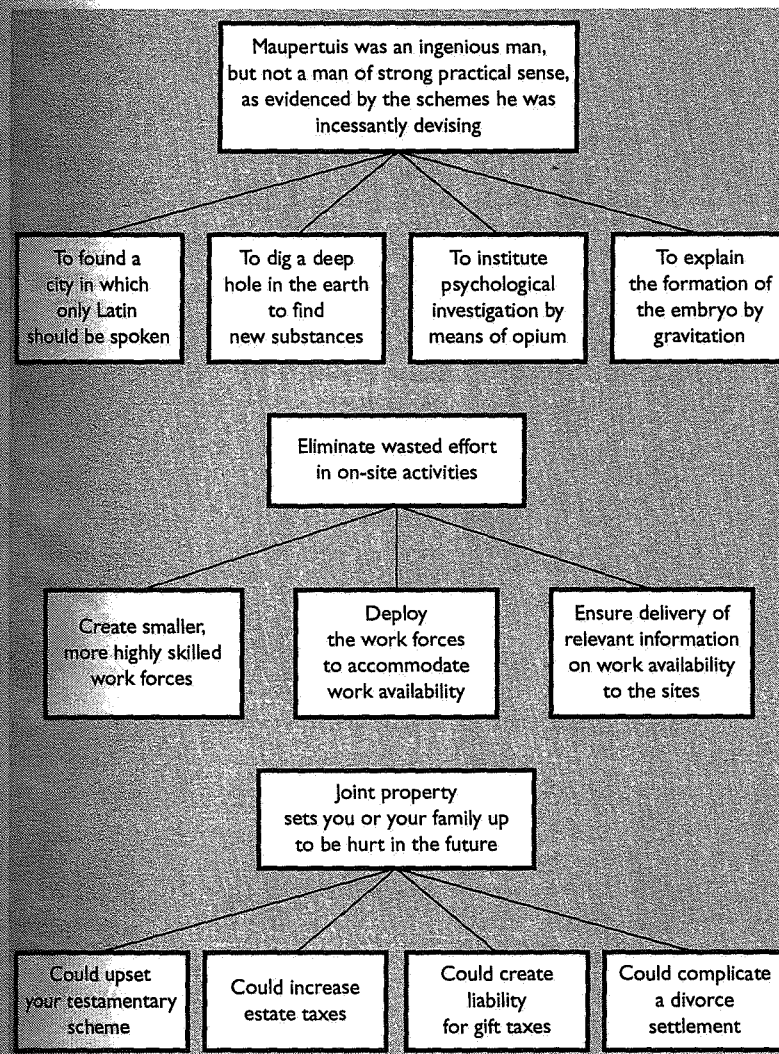 Maupertuis was an ingenious man,
but not a man of strong practical sense,
as evidenced by the schemes he was
incessantly devising
To found a
city in which
only Latin
should be spoken
To dig a deep
hole in the earth
to find
new substances
To institute
psychological
investigation by
means of opium
To explain
the formation of
the embryo by
gravitation
Eliminate wasted effort
in on-site activities
Create smaller,
more highly skilled
work forces
Deploy
the work forces
to accommodate
work availability
Ensure delivery of
relevant information
on work availability
to the sites
Joint property
sets you or your family up
to be hurt in the future
Could upset
your testamentary
scheme
Could increase
estate taxes
Could create
liability
for gift taxes
Could complicate
a divorce
settlement